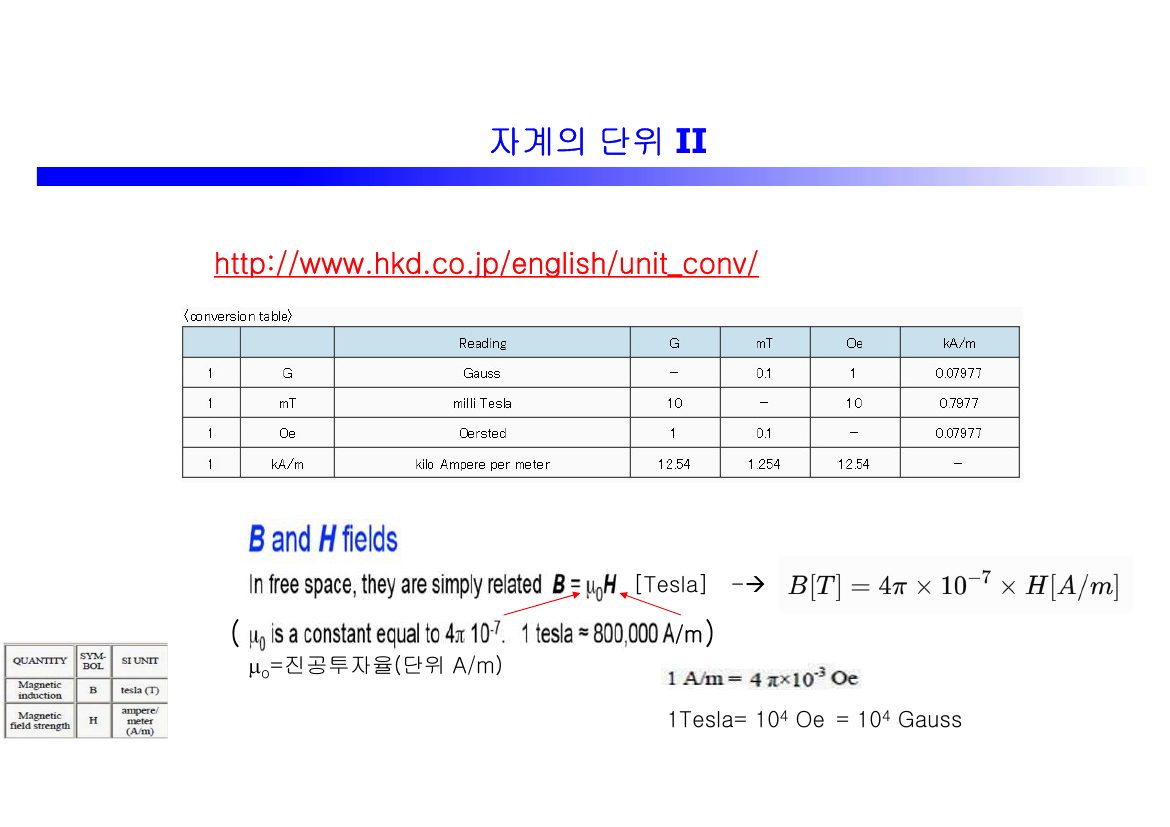 자계의 단위 II
http://www.hkd.co.jp/english/unit_conv/
〈conversion table〉
Reading G mT Oe kA/m
1 G Gauss - 0.1 1 0.07977
1 mT milli Tesla 10 - 10 0.7977
1 Oe Oersted 1 0.1 - 0.07977
1 kA/m kilo Ampere per meter 12.54 1.254 12.54 -
B and H fields
In free space, they are simply related B = μ₀H [Tesla] -→ B[T] = 4π × 10⁻⁷ × H[A/m]
( μ₀ is a constant equal to 4π 10⁻⁷. 1 tesla ≈ 800,000 A/m)
μₒ=진공투자율(단위 A/m)
QUANTITY SYM-BOL SI UNIT
Magnetic induction B tesla (T)
Magnetic field strength H ampere/meter (A/m)
1 A/m = 4 π×10⁻³ Oe
1Tesla= 10⁴ Oe = 10⁴ Gauss